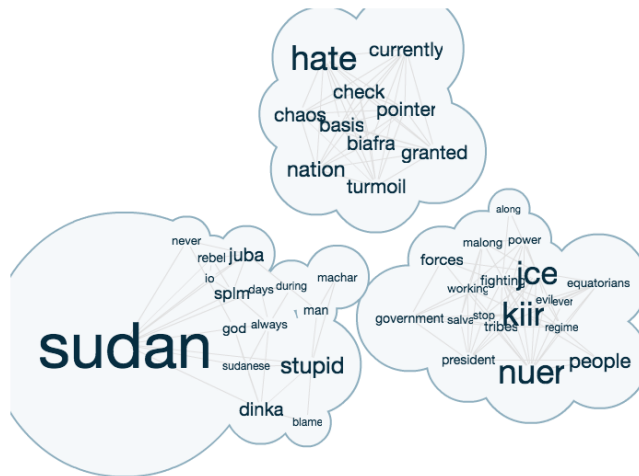 hate
currently
check
chaos
pointer
basis
biafra
granted
nation
turmoil
never
rebel
juba
io
splm
days
during
machar
man
god
always
sudan
sudanese
stupid
dinka
blame
along
malong
power
forces
jce
fighting
equatorians
working
evil
ever
government
salva
stop
kiir
tribes
regime
president
nuer
people